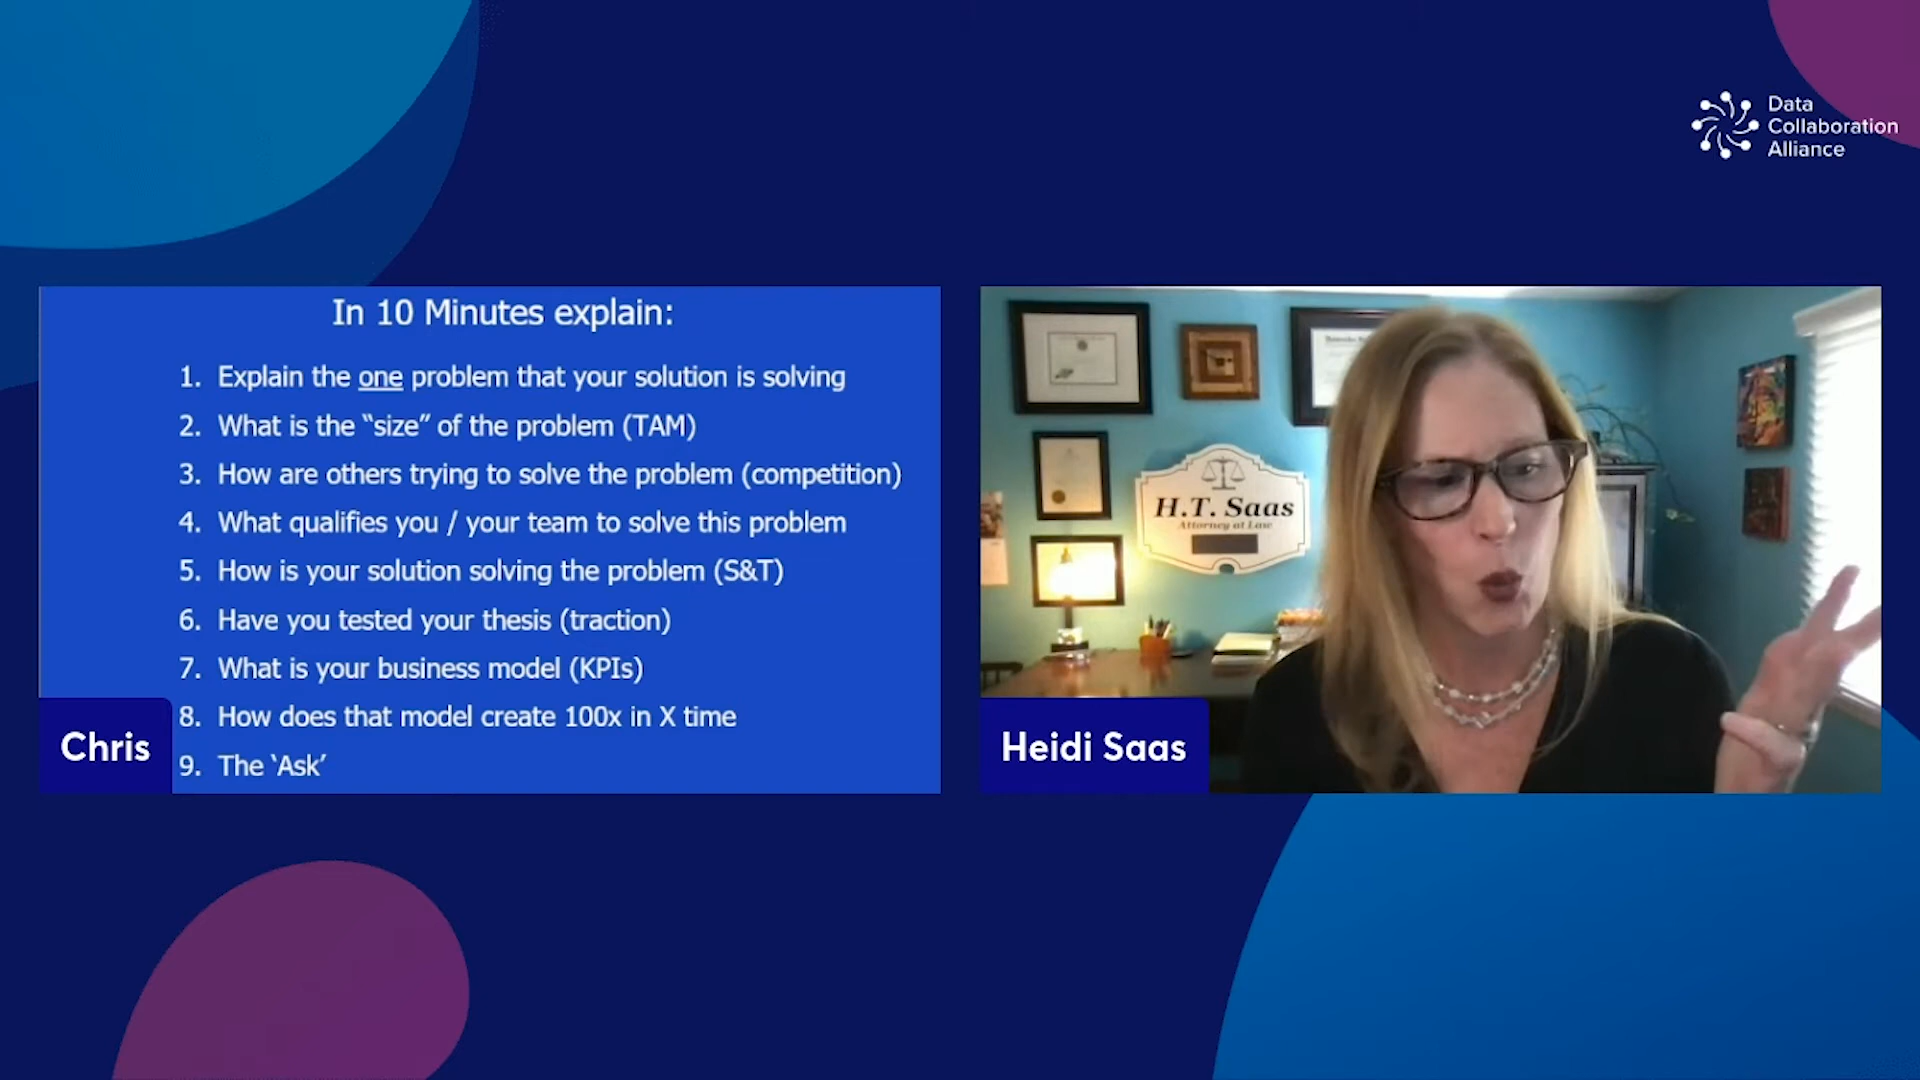 Data
Collaboration
Alliance
In 10 Minutes explain:
1. Explain the one problem that your solution is solving
2. What is the “size” of the problem (TAM)
3. How are others trying to solve the problem (competition)
4. What qualifies you / your team to solve this problem
5. How is your solution solving the problem (S&T)
6. Have you tested your thesis (traction)
7. What is your business model (KPIs)
8. How does that model create 100x in X time
9. The ‘Ask’
Chris
H.T. Saas
Attorney at Law
Heidi Saas